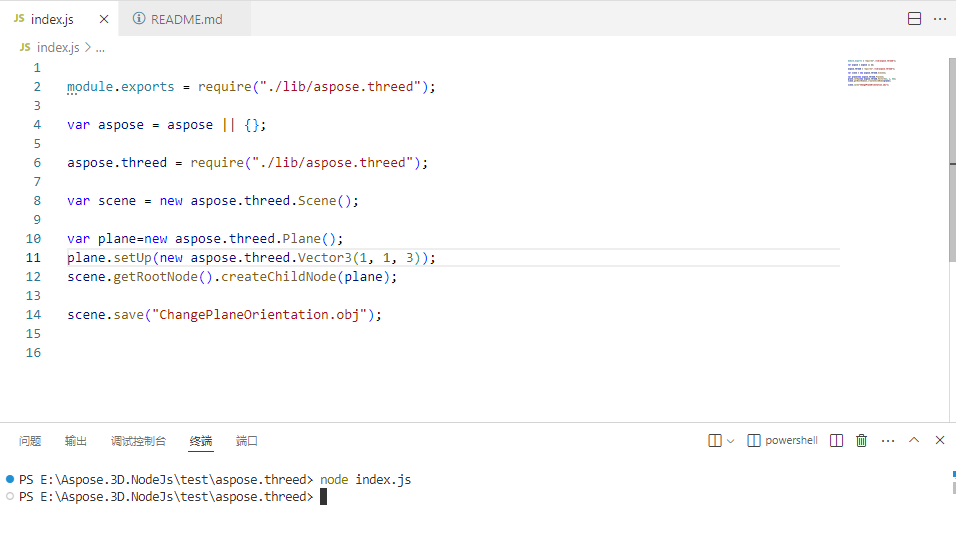 JS index.js × ⓘ README.md ···
JS index.js > ...
1
2 module.exports = require("./lib/aspose.threed");
3
4 var aspose = aspose || {};
5
6 aspose.threed = require("./lib/aspose.threed");
7
8 var scene = new aspose.threed.Scene();
9
10 var plane=new aspose.threed.Plane();
11 plane.setUp(new aspose.threed.Vector3(1, 1, 3));
12 scene.getRootNode().createChildNode(plane);
13
14 scene.save("ChangePlaneOrientation.obj");
15
16
问题 输出 调试控制台 终端 端口 powershell ···
PS E:\Aspose.3D.NodeJs\test\aspose.threed> node index.js
PS E:\Aspose.3D.NodeJs\test\aspose.threed>